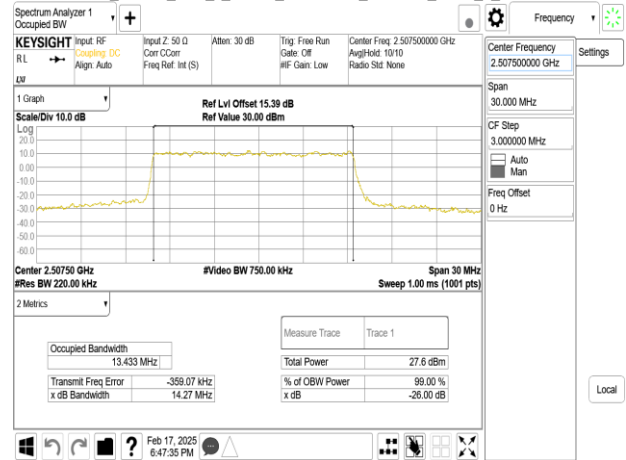 Spectrum Analyzer 1
Occupied BW
Frequency
KEYSIGHT
RL
LXI
Input: RF
Coupling: DC
Align: Auto
Input Z: 50 Ω
Corr CCorr
Freq Ref: Int (S)
Atten: 30 dB
Trig: Free Run
Gate: Off
#IF Gain: Low
Center Freq: 2.507500000 GHz
Avg|Hold: 10/10
Radio Std: None
Center Frequency
2.507500000 GHz
Settings
Span
30.000 MHz
CF Step
3.000000 MHz
Auto
Man
Freq Offset
0 Hz
Local
1 Graph
Scale/Div 10.0 dB
Ref Lvl Offset 15.39 dB
Ref Value 30.00 dBm
Log
20.0
10.0
0.00
-10.0
-20.0
-30.0
-40.0
-50.0
-60.0
Center 2.50750 GHz
#Video BW 750.00 kHz
Span 30 MHz
#Res BW 220.00 kHz
Sweep 1.00 ms (1001 pts)
2 Metrics
Measure Trace
Trace 1
Occupied Bandwidth
13.433 MHz
Total Power
27.6 dBm
Transmit Freq Error
-359.07 kHz
% of OBW Power
99.00 %
x dB Bandwidth
14.27 MHz
x dB
-26.00 dB
Feb 17, 2025
6:47:35 PM